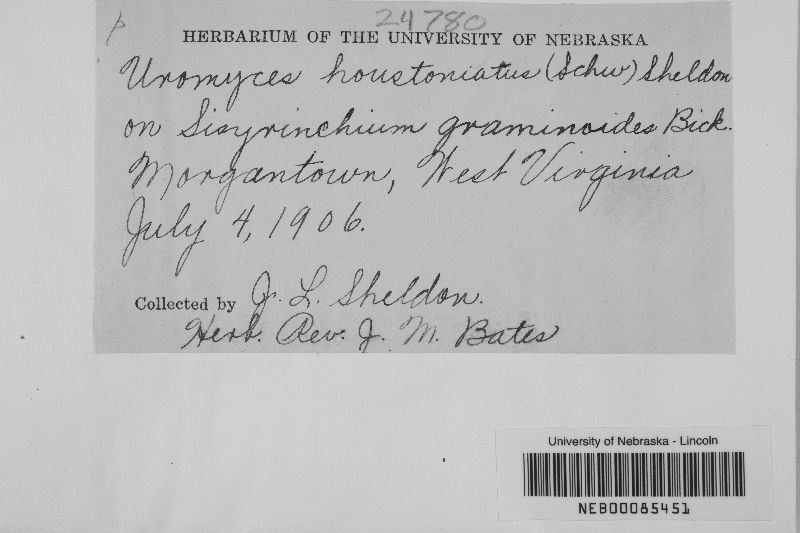 24780
HERBARIUM OF THE UNIVERSITY OF NEBRASKA
Uromyces houstoniatus (Schw) Sheldon
on Sisyrinchium graminoides Bick.
Morgantown, West Virginia
July 4, 1906.
Collected by J. L. Sheldon.
Herb. Rev. J. M. Bates
University of Nebraska - Lincoln
NEB00085451